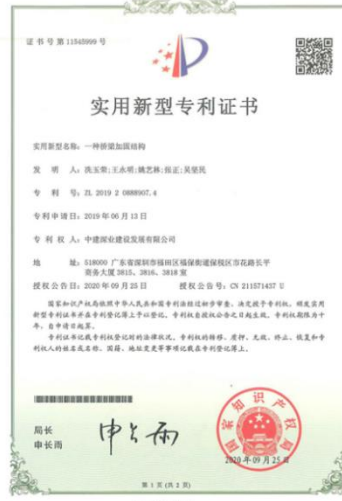 证书号第11545999号
实用新型专利证书
实用新型名称：一种桥梁加固结构
发明人：洗玉荣;王永明;姚艺林;张正;吴坚民
专利号：ZL 2019 2 0888907.4
专利申请日：2019年06月13日
专利权人：中建深业建设发展有限公司
地址：518000 广东省深圳市福田区福保街道保税区市花路长平
商务大厦 3815、3816、3818室
授权公告日：2020年09月25日 授权公告号：CN 211571437 U
国家知识产权局依照中华人民共和国专利法经过初步审查，决定授予专利权，颁发实用
新型专利证书并在专利登记簿上予以登记。专利权自授权公告之日起生效。专利权期限为十
年，自申请日起算。
专利证书记载专利权登记时的法律状况。专利权的转移、质押、无效、终止、恢复和专
利权人的姓名或名称、国籍、地址变更等事项记载在专利登记簿上。
局长
申长雨
申长雨
国家知识产权局
2020年09月25日
第1页(共2页)